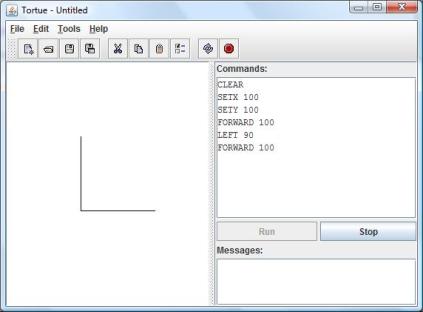 Tortue - Untitled
File Edit Tools Help
Commands:
CLEAR
SETX 100
SETY 100
FORWARD 100
LEFT 90
FORWARD 100
Run Stop
Messages: